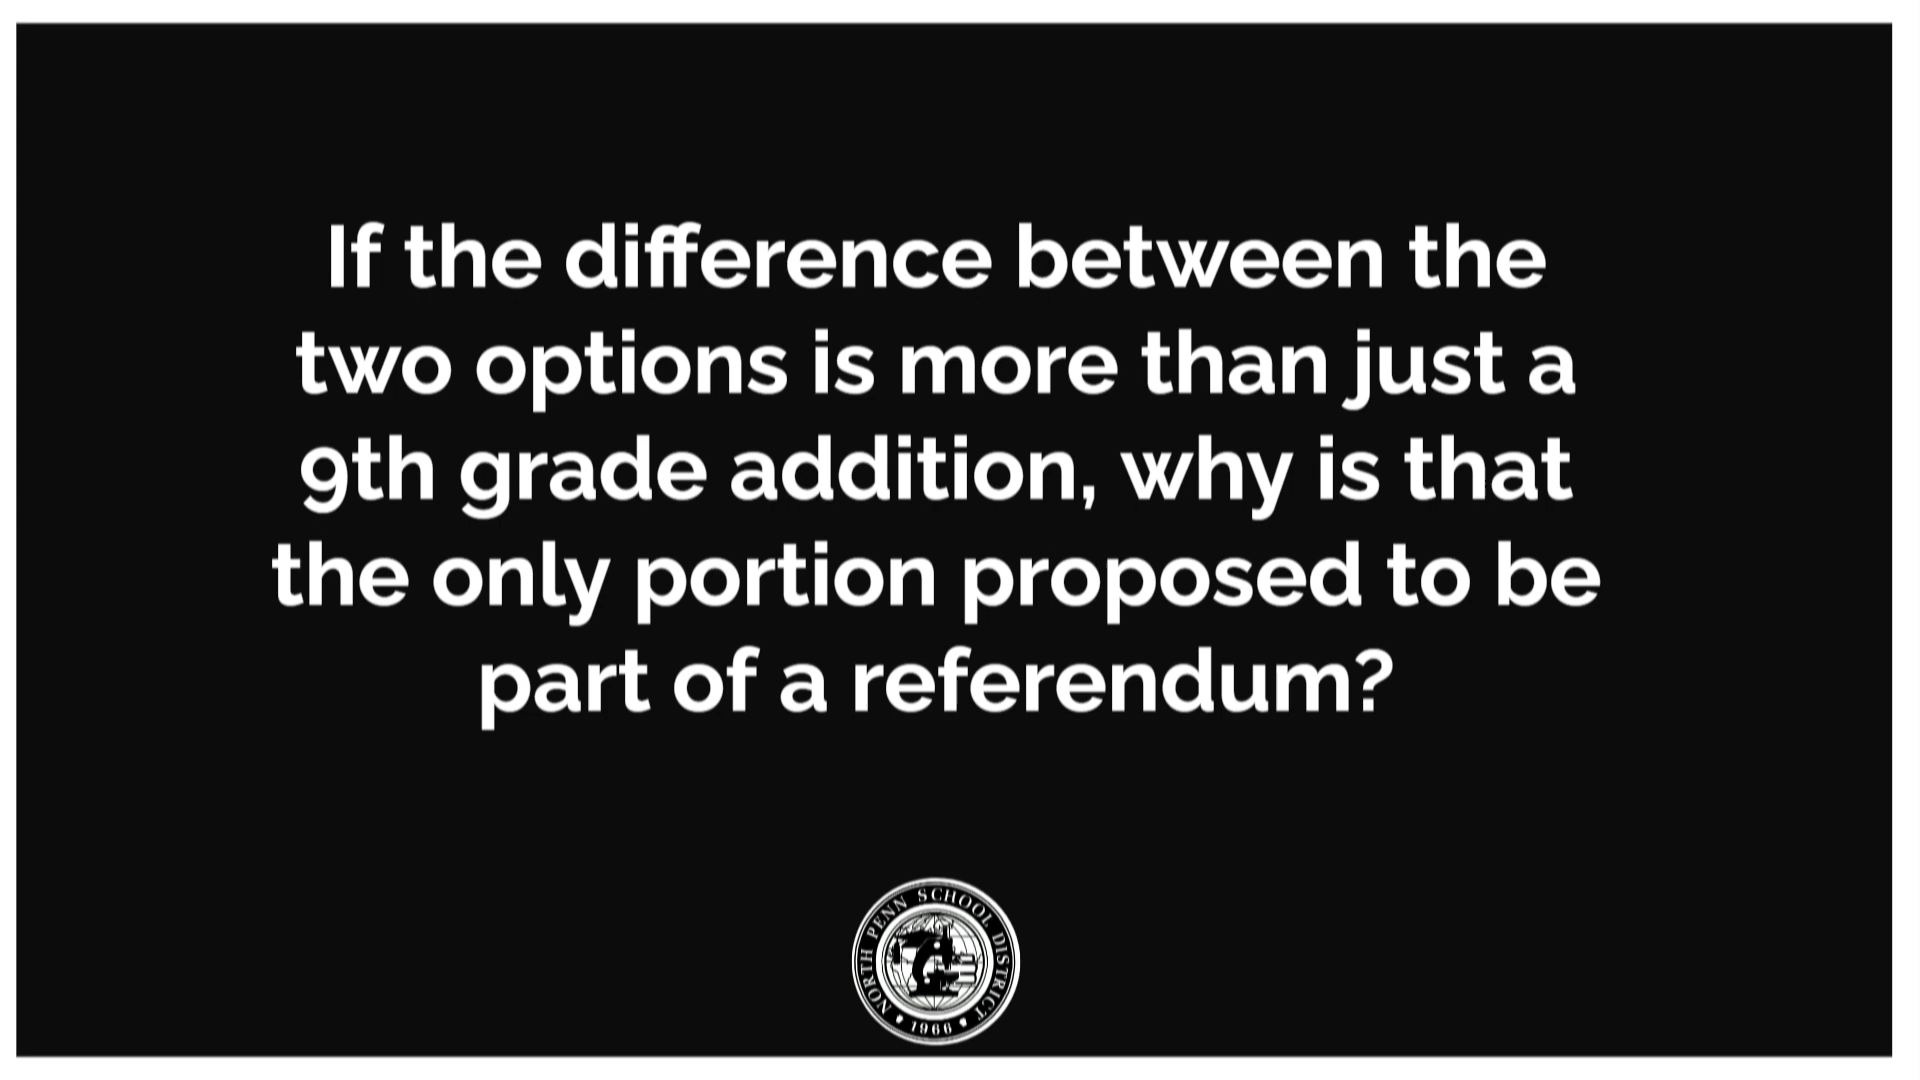 If the difference between the
two options is more than just a
9th grade addition, why is that
the only portion proposed to be
part of a referendum?
NORTH PENN SCHOOL DISTRICT
1966